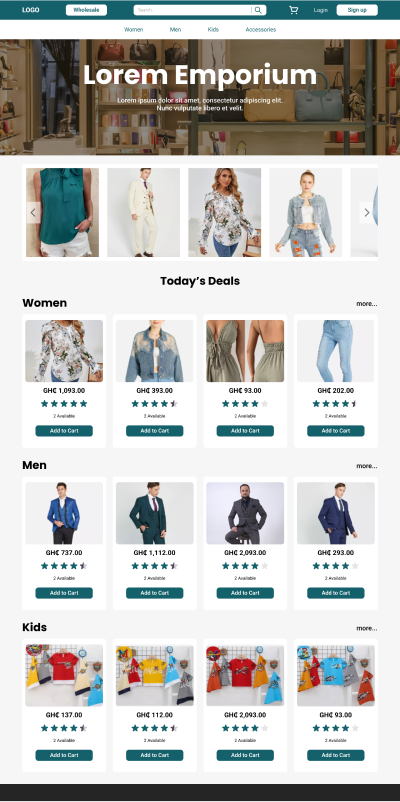 LOGO
Wholesale
Search...
Login
Sign up
Women
Men
Kids
Accessories
Lorem Emporium
Lorem ipsum dolor sit amet, consectetur adipiscing elit.
Nunc vulputate libero et velit.
Today's Deals
Women
more...
GH₵ 1,093.00
GH₵ 393.00
GH₵ 93.00
GH₵ 202.00
2 Available
2 Available
2 Available
2 Available
Add to Cart
Add to Cart
Add to Cart
Add to Cart
Men
more...
GH₵ 737.00
GH₵ 1,112.00
GH₵ 2,093.00
GH₵ 293.00
2 Available
2 Available
2 Available
2 Available
Add to Cart
Add to Cart
Add to Cart
Add to Cart
Kids
more...
GH₵ 137.00
GH₵ 112.00
GH₵ 2,093.00
GH₵ 93.00
2 Available
2 Available
2 Available
2 Available
Add to Cart
Add to Cart
Add to Cart
Add to Cart